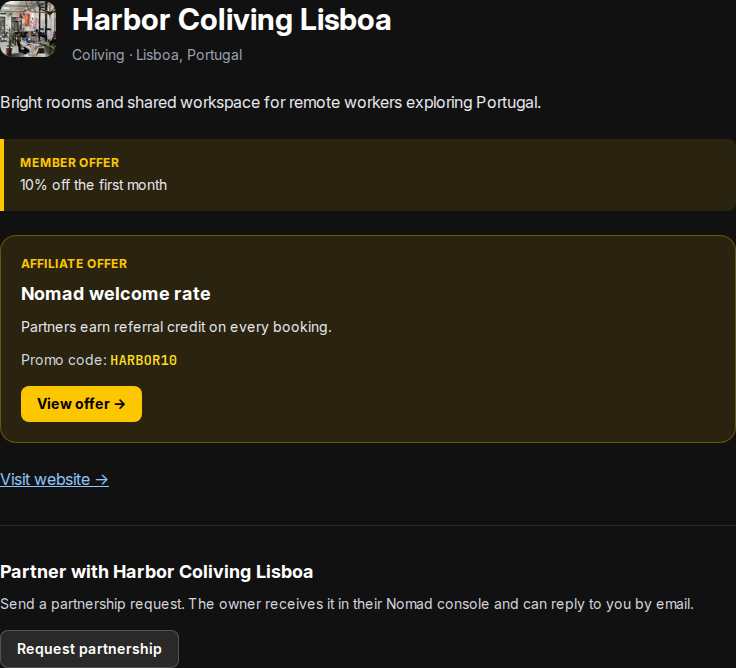 Harbor Coliving Lisboa
Coliving · Lisboa, Portugal
Bright rooms and shared workspace for remote workers exploring Portugal.
MEMBER OFFER
10% off the first month
AFFILIATE OFFER
Nomad welcome rate
Partners earn referral credit on every booking.
Promo code: HARBOR10
View offer →
Visit website →
Partner with Harbor Coliving Lisboa
Send a partnership request. The owner receives it in their Nomad console and can reply to you by email.
Request partnership